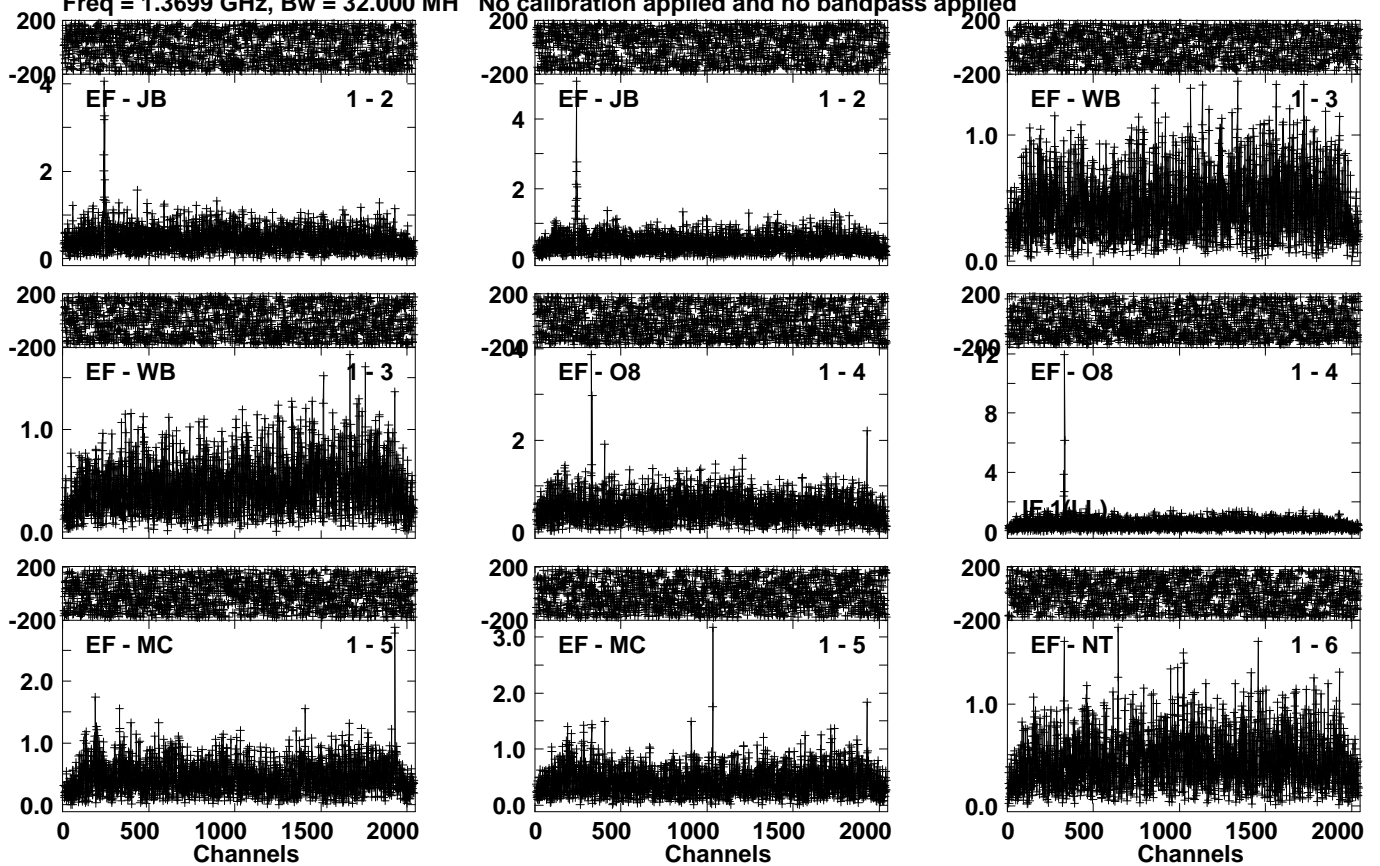 Freq = 1.3699 GHz, Bw = 32.000 MH No calibration applied and no bandpass applied
200 200 200
-200 -200 -200
EF - JB 1 - 2 EF - JB 1 - 2 EF - WB 1 - 3
4 4 1.0
2 2
0 0 0.0
200 200 200
-200 -200 -200
4 12
EF - WB 1 - 3 EF - O8 1 - 4 EF - O8 1 - 4
8
1.0 2 4
IF 1(LL)
0.0 0 0
200 200 200
-200 -200 -200
EF - MC 1 - 5 EF - MC 1 - 5 EF - NT 1 - 6
3.0
2.0 2.0
1.0 1.0 1.0
0.0 0.0 0.0
0 500 1000 1500 2000 0 500 1000 1500 2000 0 500 1000 1500 2000
Channels Channels Channels